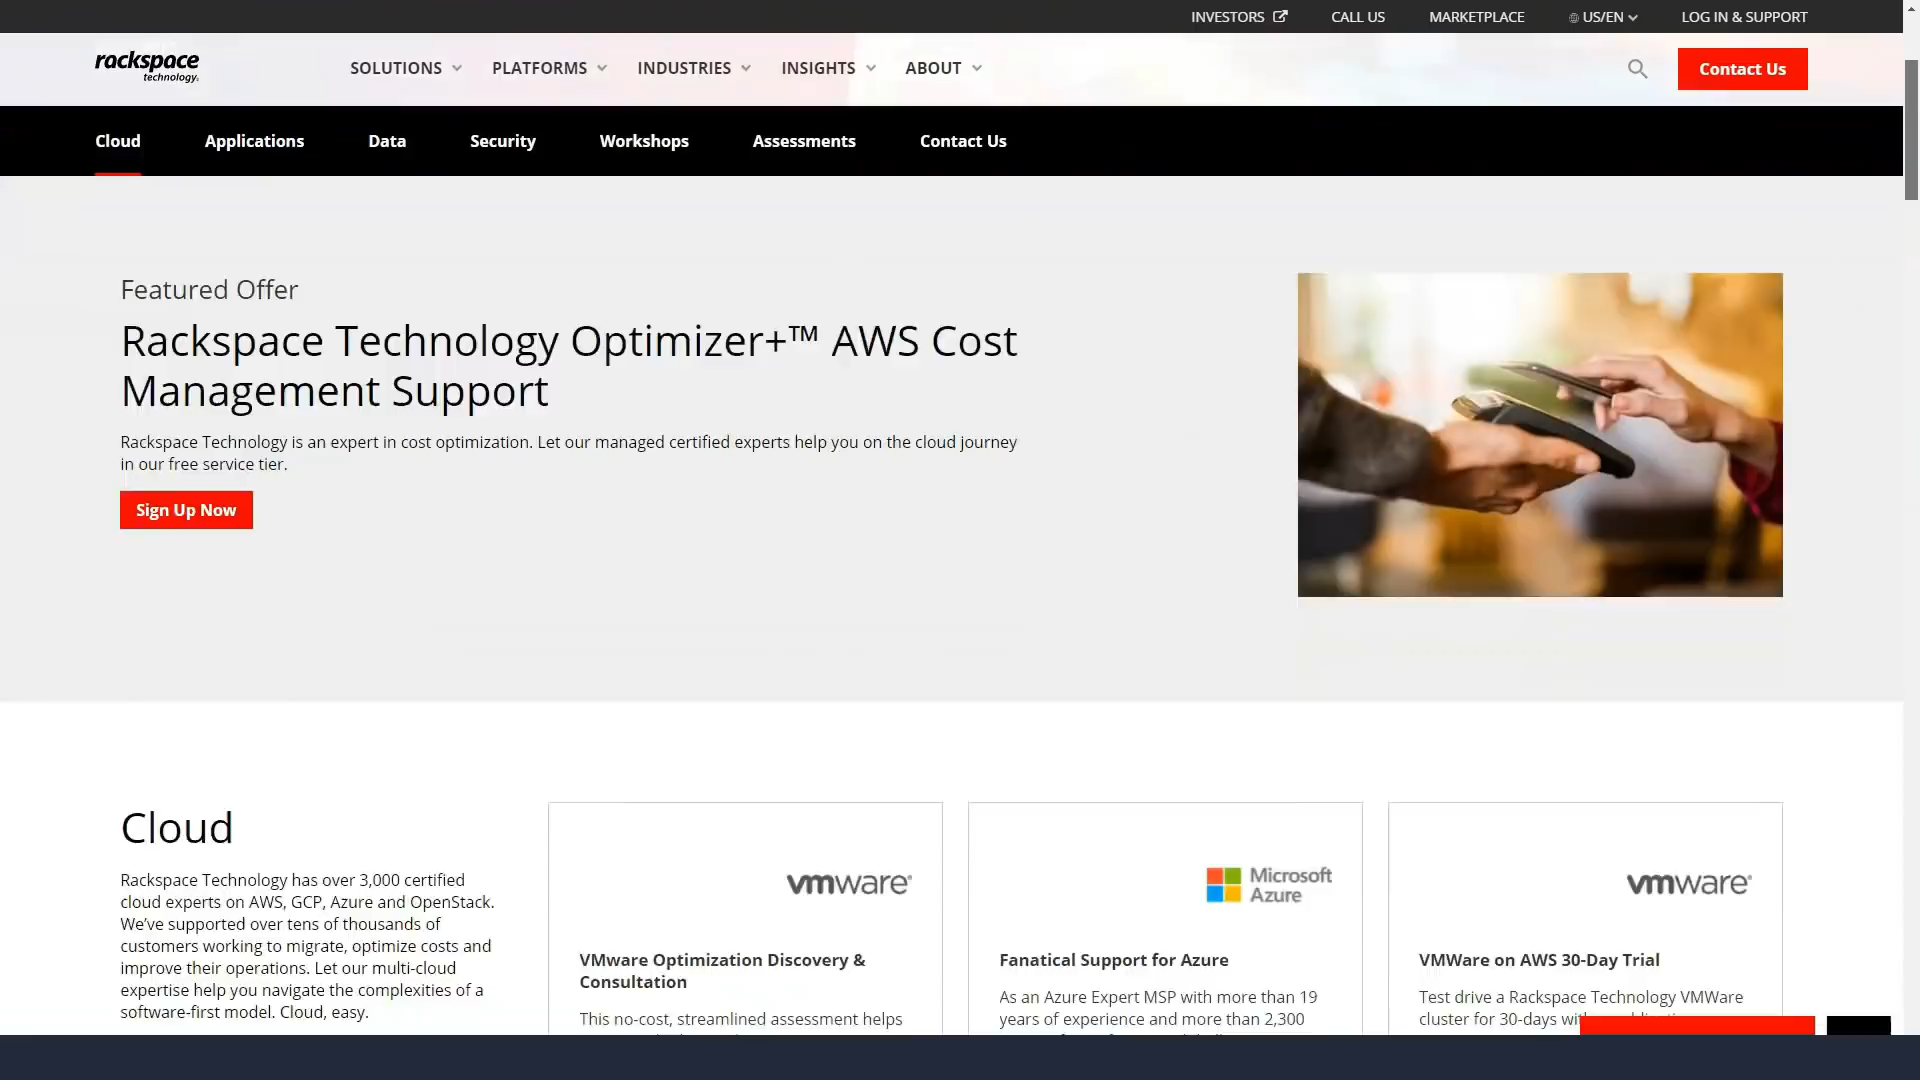 INVESTORS
CALL US
MARKETPLACE
US/EN
LOG IN & SUPPORT
rackspace
technology.
SOLUTIONS
PLATFORMS
INDUSTRIES
INSIGHTS
ABOUT
Contact Us
Cloud
Applications
Data
Security
Workshops
Assessments
Contact Us
Featured Offer
Rackspace Technology Optimizer+™ AWS Cost
Management Support
Rackspace Technology is an expert in cost optimization. Let our managed certified experts help you on the cloud journey
in our free service tier.
Sign Up Now
Cloud
Rackspace Technology has over 3,000 certified
cloud experts on AWS, GCP, Azure and OpenStack.
We've supported over tens of thousands of
customers working to migrate, optimize costs and
improve their operations. Let our multi-cloud
expertise help you navigate the complexities of a
software-first model. Cloud, easy.
vmware®
VMware Optimization Discovery &
Consultation
This no-cost, streamlined assessment helps
Microsoft
Azure
Fanatical Support for Azure
As an Azure Expert MSP with more than 19
years of experience and more than 2,300
vmware®
VMWare on AWS 30-Day Trial
Test drive a Rackspace Technology VMWare
cluster for 30-days